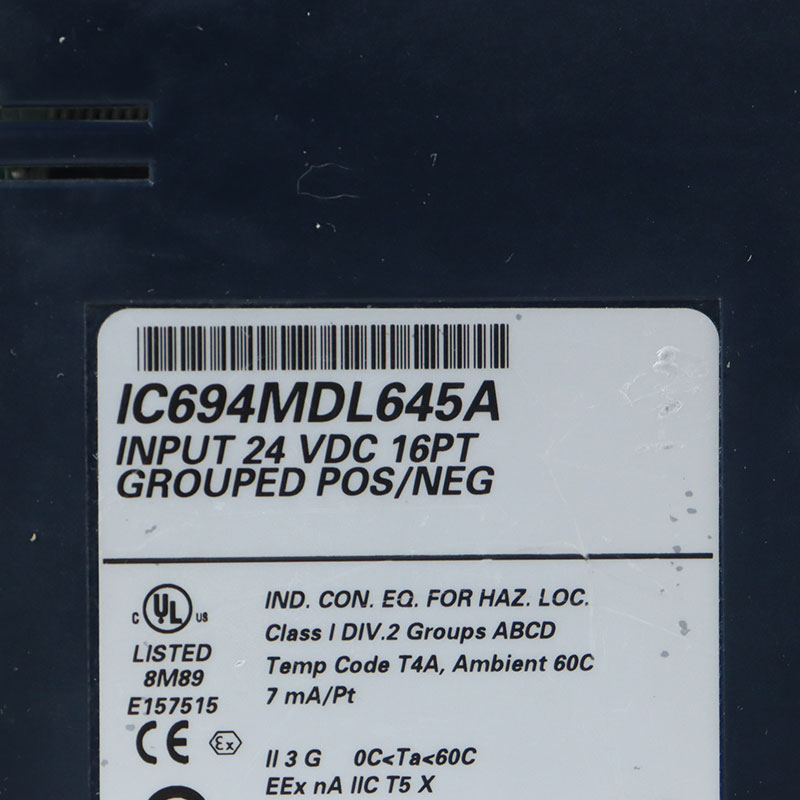 IC694MDL645A
INPUT 24 VDC 16PT
GROUPED POS/NEG
IND. CON. EQ. FOR HAZ. LOC.
Class I DIV.2 Groups ABCD
Temp Code T4A, Ambient 60C
7 mA/Pt
C UL US
LISTED
8M89
E157515
CE Ex
II 3 G 0C<Ta<60C
EEx nA IIC T5 X